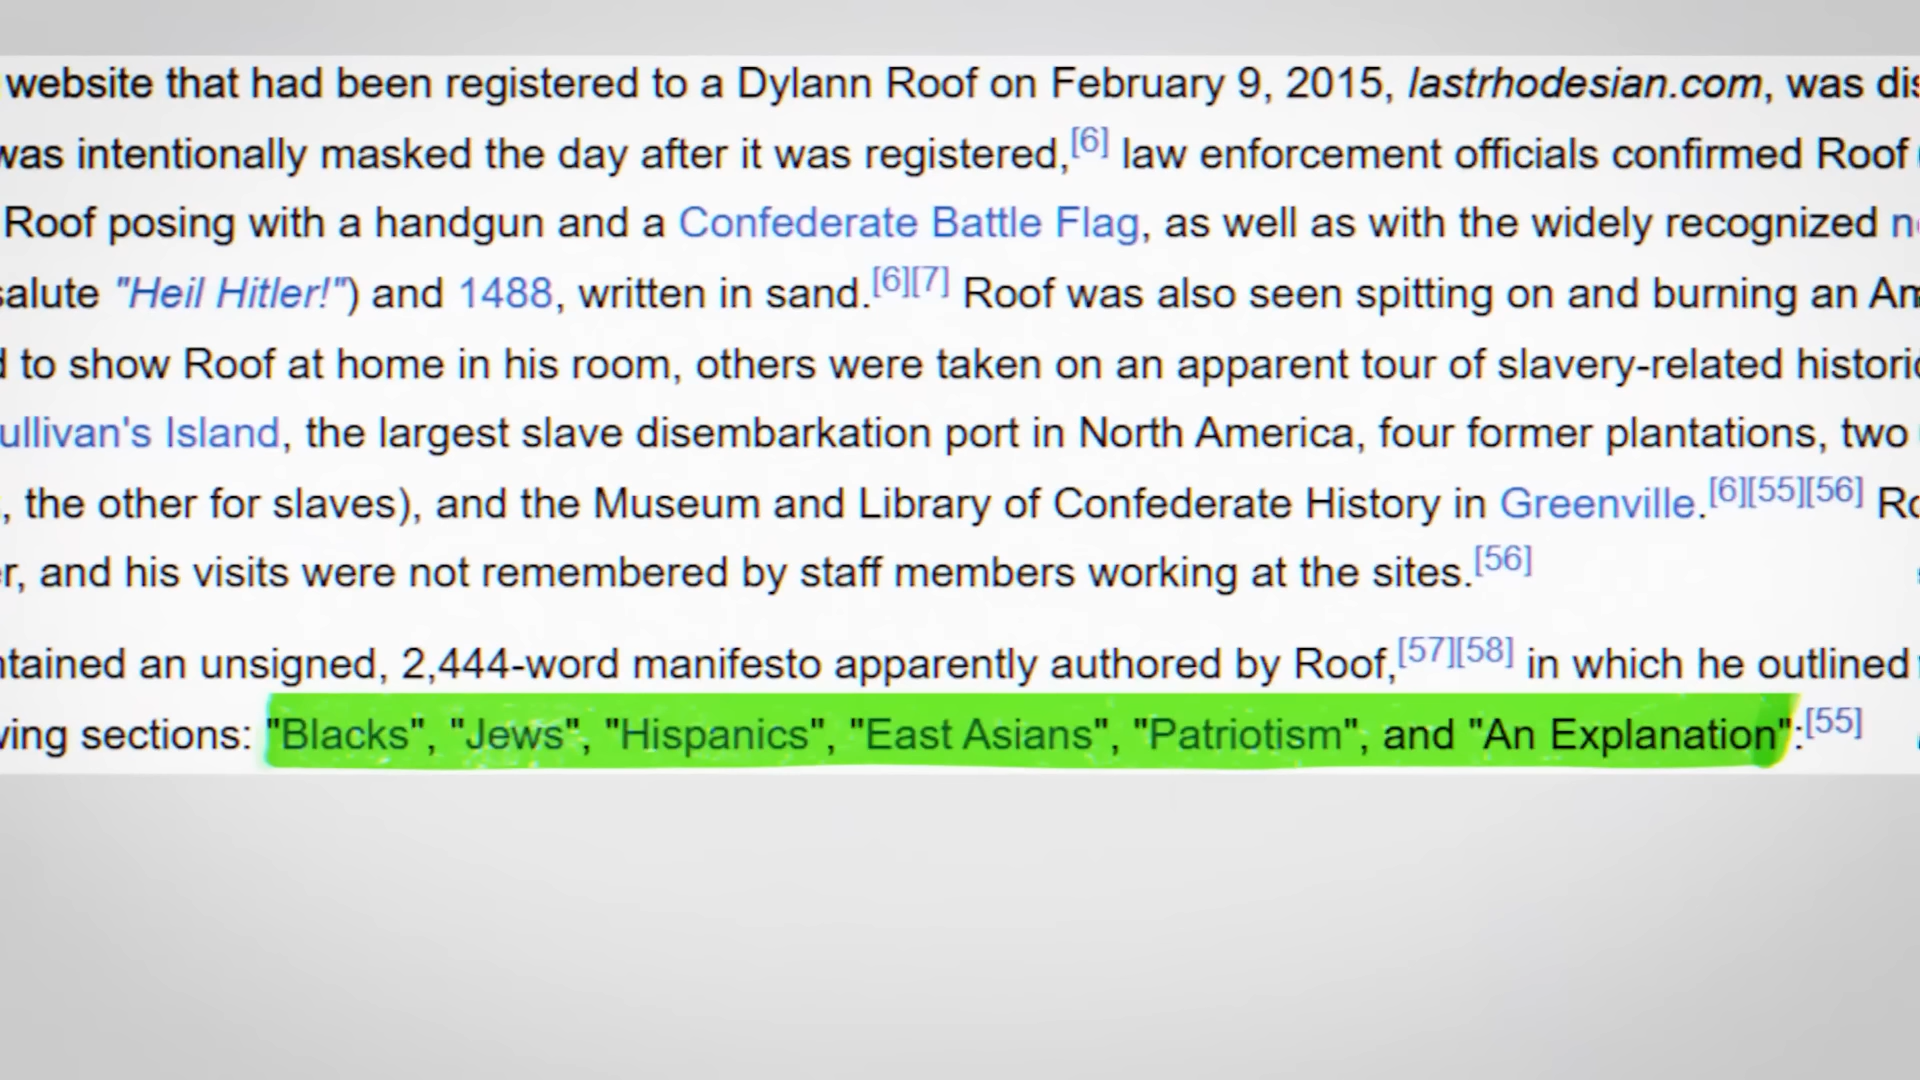 website that had been registered to a Dylann Roof on February 9, 2015, lastrhodesian.com, was
was intentionally masked the day after it was registered,[6] law enforcement officials confirmed Roof
Roof posing with a handgun and a Confederate Battle Flag, as well as with the widely recognized
salute "Heil Hitler!") and 1488, written in sand.[6][7] Roof was also seen spitting on and burning an
to show Roof at home in his room, others were taken on an apparent tour of slavery-related
ullivan's Island, the largest slave disembarkation port in North America, four former plantations, two
, the other for slaves), and the Museum and Library of Confederate History in Greenville.[6][55][56]
r, and his visits were not remembered by staff members working at the sites.[56]
ntained an unsigned, 2,444-word manifesto apparently authored by Roof,[57][58] in which he outlined
wing sections: "Blacks", "Jews", "Hispanics", "East Asians", "Patriotism", and "An Explanation":[55]